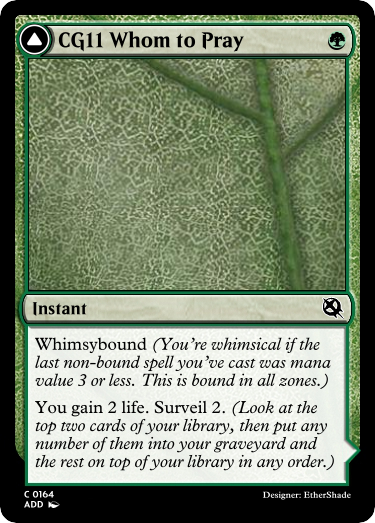 CG11 Whom to Pray
Instant
Whimsybound (You're whimsical if the
last non-bound spell you've cast was mana
value 3 or less. This is bound in all zones.)
You gain 2 life. Surveil 2. (Look at the
top two cards of your library, then put any
number of them into your graveyard and
the rest on top of your library in any order.)
C 0164
ADD
Designer: EtherShade